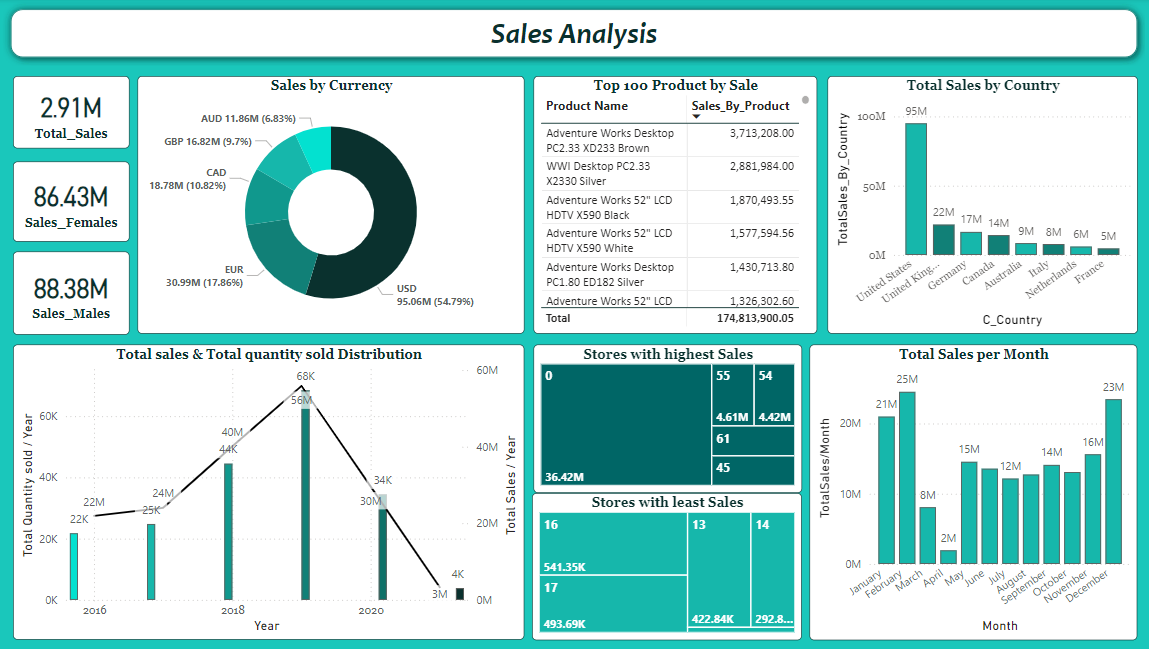 Sales Analysis
2.91M
Total_Sales
86.43M
Sales_Females
88.38M
Sales_Males
Sales by Currency
AUD 11.86M (6.83%)
GBP 16.82M (9.7%)
CAD
18.78M (10.82%)
EUR
30.99M (17.86%)
USD
95.06M (54.79%)
Top 100 Product by Sale
Product Name Sales_By_Product
Adventure Works Desktop 3,713,208.00
PC2.33 XD233 Brown
WWI Desktop PC2.33 2,881,984.00
X2330 Silver
Adventure Works 52" LCD 1,870,493.55
HDTV X590 Black
Adventure Works 52" LCD 1,577,594.56
HDTV X590 White
Adventure Works Desktop 1,430,713.80
PC1.80 ED182 Silver
Adventure Works 52" LCD 1,326,302.60
Total 174,813,900.05
Total Sales by Country
TotalSales_By_Country
100M
50M
0M
95M
22M
17M
14M
9M
8M
6M
5M
United States
United King...
Germany
Canada
Australia
Italy
Netherlands
France
C_Country
Total sales & Total quantity sold Distribution
Total Quantity sold / Year
60K
40K
20K
0K
22M
22K
24M
25K
40M
44K
68K
56M
34K
30M
4K
3M
60M
40M
20M
0M
Total Sales / Year
2016 2018 2020
Year
Stores with highest Sales
0
36.42M
55
4.61M
54
4.42M
61
45
Stores with least Sales
16
541.35K
17
493.69K
13
422.84K
14
292.8...
Total Sales per Month
TotalSales/Month
20M
10M
0M
21M
25M
8M
2M
15M
12M
14M
16M
23M
January
February
March
April
May
June
July
August
September
October
November
December
Month